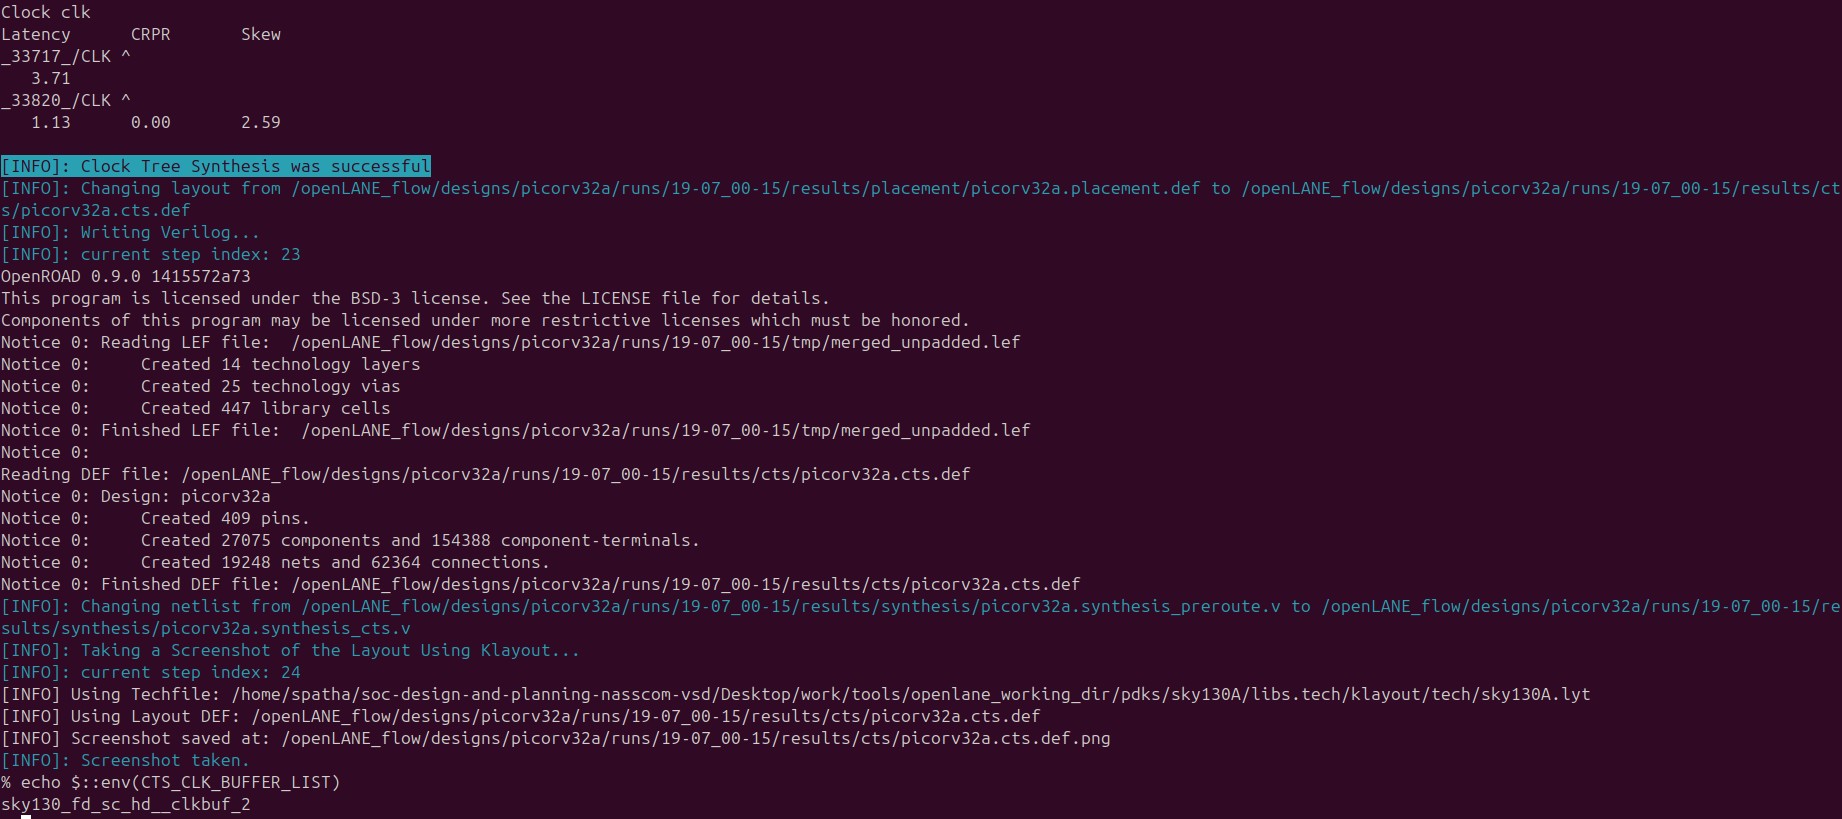 Clock clk
Latency      CRPR       Skew
_33717_/CLK ^
   3.71
_33820_/CLK ^
   1.13      0.00       2.59
[INFO]: Clock Tree Synthesis was successful
[INFO]: Changing layout from /openLANE_flow/designs/picorv32a/runs/19-07_00-15/results/placement/picorv32a.placement.def to /openLANE_flow/designs/picorv32a/runs/19-07_00-15/results/ct
s/picorv32a.cts.def
[INFO]: Writing Verilog...
[INFO]: current step index: 23
OpenROAD 0.9.0 1415572a73
This program is licensed under the BSD-3 license. See the LICENSE file for details.
Components of this program may be licensed under more restrictive licenses which must be honored.
Notice 0: Reading LEF file:  /openLANE_flow/designs/picorv32a/runs/19-07_00-15/tmp/merged_unpadded.lef
Notice 0:     Created 14 technology layers
Notice 0:     Created 25 technology vias
Notice 0:     Created 447 library cells
Notice 0: Finished LEF file:  /openLANE_flow/designs/picorv32a/runs/19-07_00-15/tmp/merged_unpadded.lef
Notice 0:
Reading DEF file: /openLANE_flow/designs/picorv32a/runs/19-07_00-15/results/cts/picorv32a.cts.def
Notice 0: Design: picorv32a
Notice 0:     Created 409 pins.
Notice 0:     Created 27075 components and 154388 component-terminals.
Notice 0:     Created 19248 nets and 62364 connections.
Notice 0: Finished DEF file: /openLANE_flow/designs/picorv32a/runs/19-07_00-15/results/cts/picorv32a.cts.def
[INFO]: Changing netlist from /openLANE_flow/designs/picorv32a/runs/19-07_00-15/results/synthesis/picorv32a.synthesis_preroute.v to /openLANE_flow/designs/picorv32a/runs/19-07_00-15/re
sults/synthesis/picorv32a.synthesis_cts.v
[INFO]: Taking a Screenshot of the Layout Using Klayout...
[INFO]: current step index: 24
[INFO] Using Techfile: /home/spatha/soc-design-and-planning-nasscom-vsd/Desktop/work/tools/openlane_working_dir/pdks/sky130A/libs.tech/klayout/tech/sky130A.lyt
[INFO] Using Layout DEF: /openLANE_flow/designs/picorv32a/runs/19-07_00-15/results/cts/picorv32a.cts.def
[INFO] Screenshot saved at: /openLANE_flow/designs/picorv32a/runs/19-07_00-15/results/cts/picorv32a.cts.def.png
[INFO]: Screenshot taken.
% echo $::env(CTS_CLK_BUFFER_LIST)
sky130_fd_sc_hd__clkbuf_2